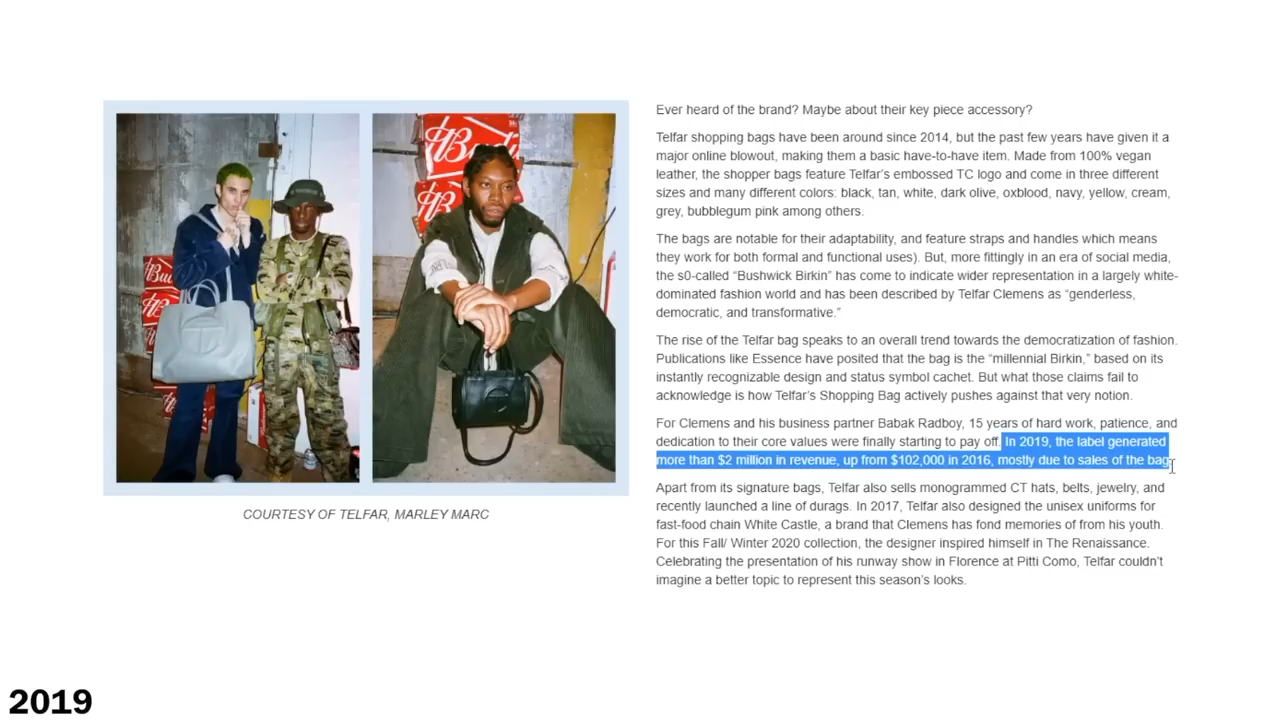 Ever heard of the brand? Maybe about their key piece accessory?
Telfar shopping bags have been around since 2014, but the past few years have given it a
major online blowout, making them a basic have-to-have item. Made from 100% vegan
leather, the shopper bags feature Telfar's embossed TC logo and come in three different
sizes and many different colors: black, tan, white, dark olive, oxblood, navy, yellow, cream,
grey, bubblegum pink among others.
The bags are notable for their adaptability, and feature straps and handles which means
they work for both formal and functional uses). But, more fittingly in an era of social media,
the s0-called “Bushwick Birkin” has come to indicate wider representation in a largely white-
dominated fashion world and has been described by Telfar Clemens as “genderless,
democratic, and transformative.”
The rise of the Telfar bag speaks to an overall trend towards the democratization of fashion.
Publications like Essence have posited that the bag is the “millennial Birkin,” based on its
instantly recognizable design and status symbol cachet. But what those claims fail to
acknowledge is how Telfar's Shopping Bag actively pushes against that very notion.
For Clemens and his business partner Babak Radboy, 15 years of hard work, patience, and
dedication to their core values were finally starting to pay off. In 2019, the label generated
more than $2 million in revenue, up from $102,000 in 2016, mostly due to sales of the bag
Apart from its signature bags, Telfar also sells monogrammed CT hats, belts, jewelry, and
recently launched a line of durags. In 2017, Telfar also designed the unisex uniforms for
fast-food chain White Castle, a brand that Clemens has fond memories of from his youth.
For this Fall/ Winter 2020 collection, the designer inspired himself in The Renaissance.
Celebrating the presentation of his runway show in Florence at Pitti Como, Telfar couldn't
imagine a better topic to represent this season's looks.
COURTESY OF TELFAR, MARLEY MARC
2019